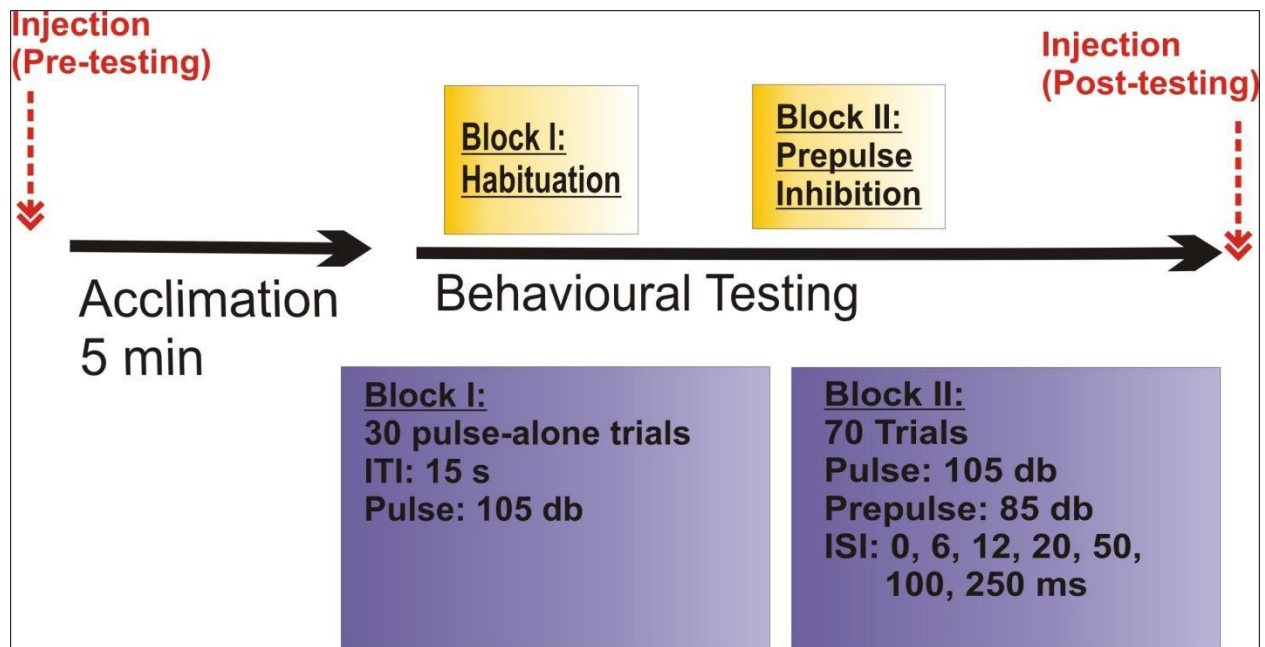 Injection
(Pre-testing)
Injection
(Post-testing)
Block I:
Habituation
Block II:
Prepulse
Inhibition
Acclimation
5 min
Behavioural Testing
Block I:
30 pulse-alone trials
ITI: 15 s
Pulse: 105 db
Block II:
70 Trials
Pulse: 105 db
Prepulse: 85 db
ISI: 0, 6, 12, 20, 50,
100, 250 ms